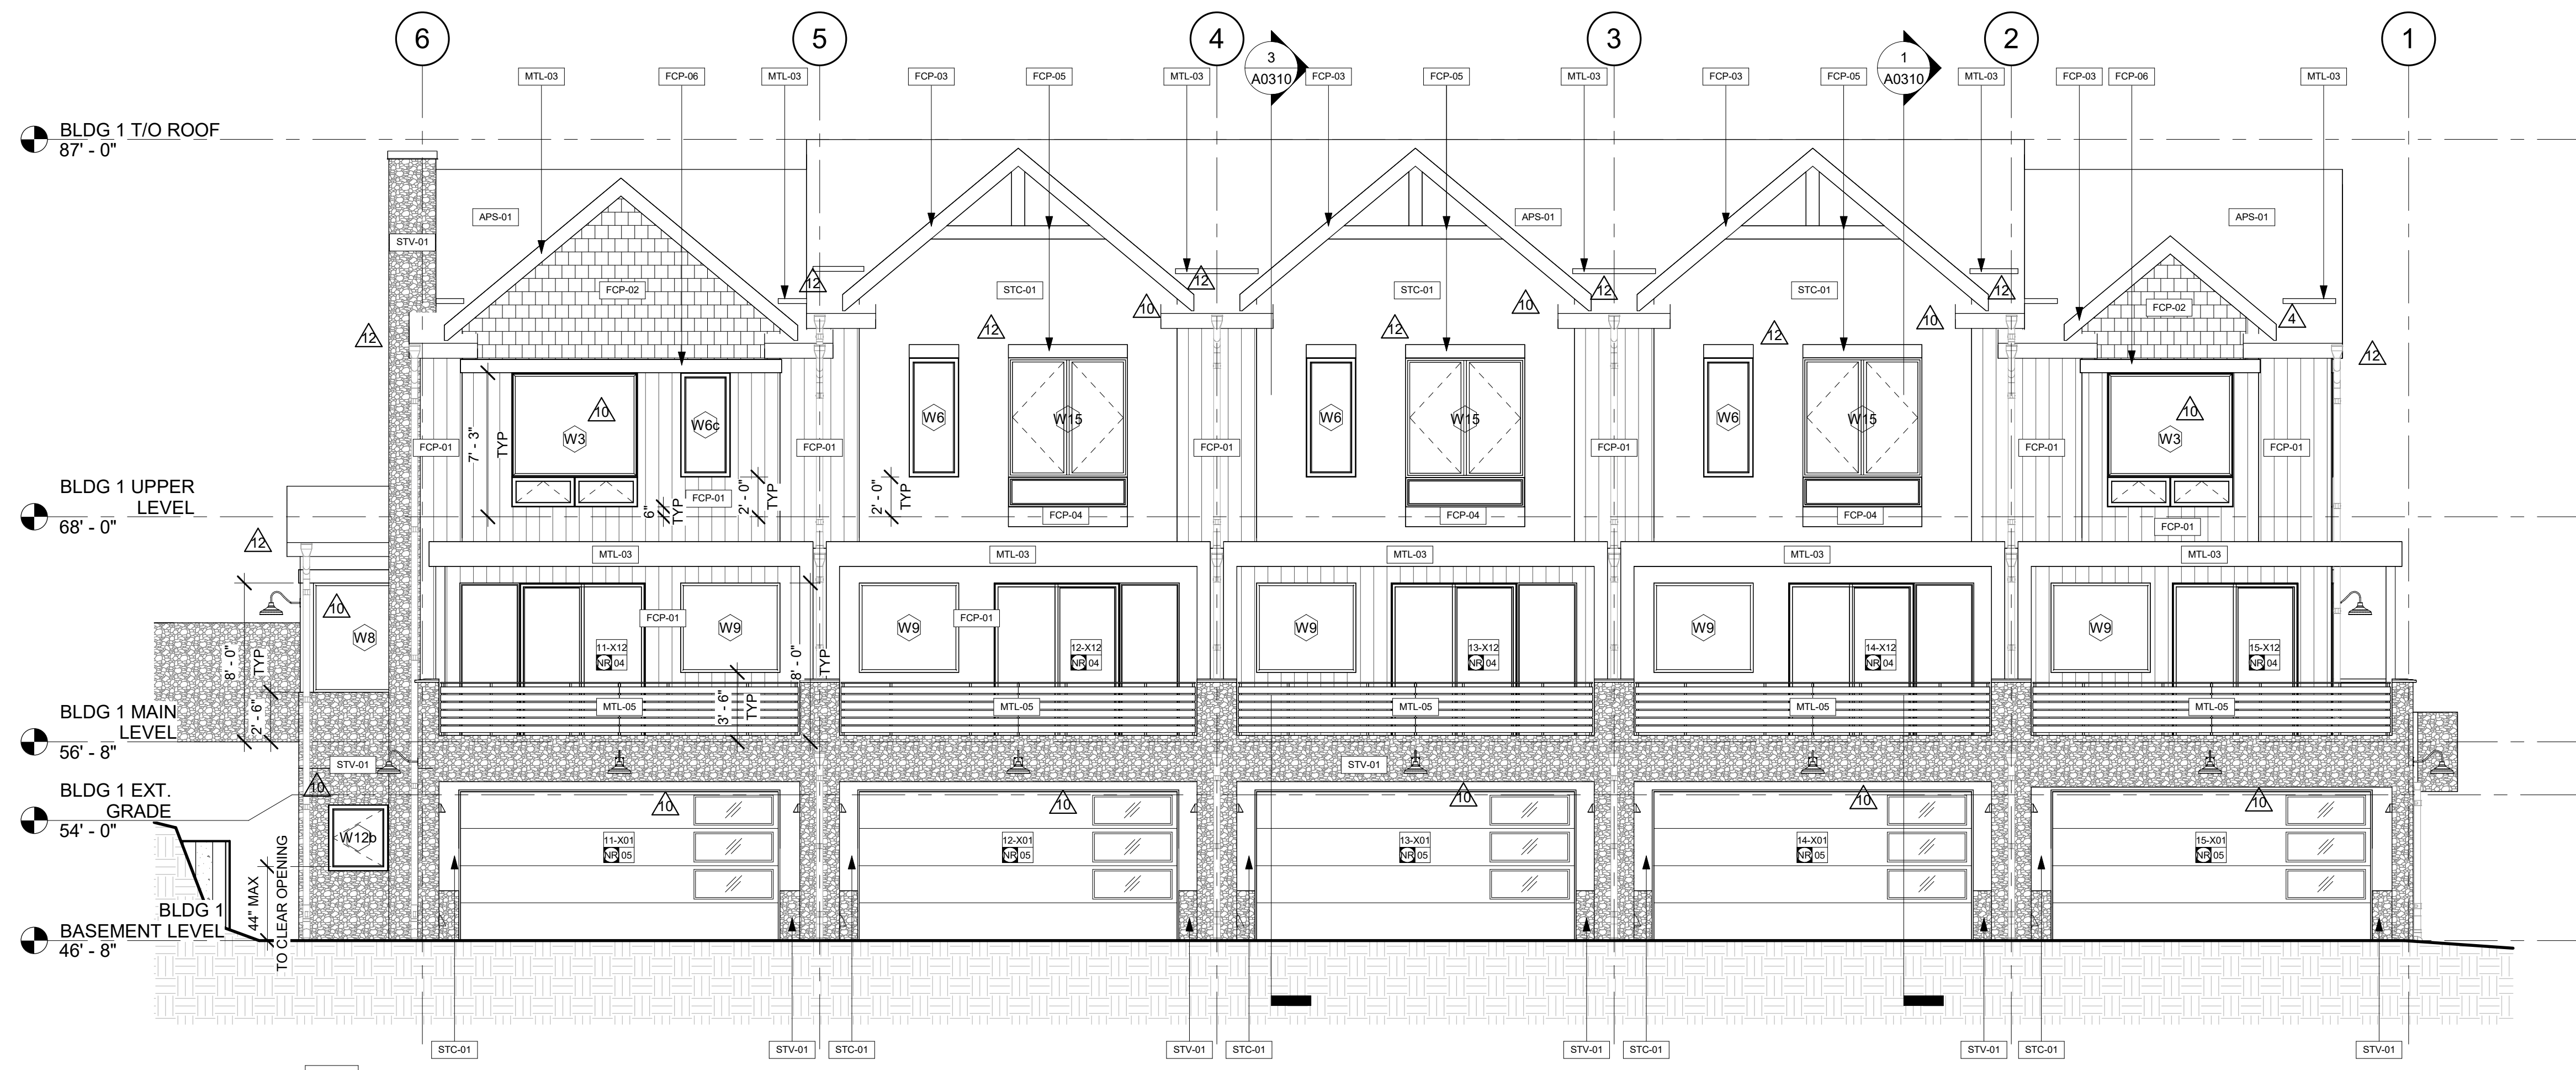 6
5
4
3
2
1
3
A0310
1
A0310
MTL-03
FCP-06
MTL-03
FCP-03
FCP-05
MTL-03
FCP-03
FCP-05
MTL-03
FCP-03
FCP-05
MTL-03
FCP-03
FCP-06
MTL-03
BLDG 1 T/O ROOF
87' - 0"
APS-01
APS-01
APS-01
STV-01
FCP-02
STC-01
STC-01
STC-01
FCP-02
12
12
12
12
10
10
10
4
12
12
12
12
12
W3
10
W6c
W6
W15
W6
W15
W6
W15
W3
10
7' - 3"
TYP
FCP-01
FCP-01
FCP-01
FCP-01
FCP-01
FCP-01
FCP-01
6"
TYP
2' - 0"
TYP
2' - 0"
TYP
FCP-04
FCP-04
FCP-04
FCP-01
BLDG 1 UPPER
LEVEL
68' - 0"
12
MTL-03
MTL-03
MTL-03
MTL-03
MTL-03
10
W8
FCP-01
W9
W9
FCP-01
W9
W9
W9
11-X12
NR 04
12-X12
NR 04
13-X12
NR 04
14-X12
NR 04
15-X12
NR 04
8' - 0"
TYP
2' - 6"
3' - 6"
TYP
8' - 0"
TYP
MTL-05
MTL-05
MTL-05
MTL-05
MTL-05
BLDG 1 MAIN
LEVEL
56' - 8"
STV-01
STV-01
10
10
10
10
10
10
BLDG 1 EXT.
GRADE
54' - 0"
W12b
11-X01
NR 05
12-X01
NR 05
13-X01
NR 05
14-X01
NR 05
15-X01
NR 05
44" MAX
TO CLEAR OPENING
BLDG 1
BASEMENT LEVEL
46' - 8"
STC-01
STV-01
STC-01
STV-01
STC-01
STV-01
STC-01
STV-01
STC-01
STV-01